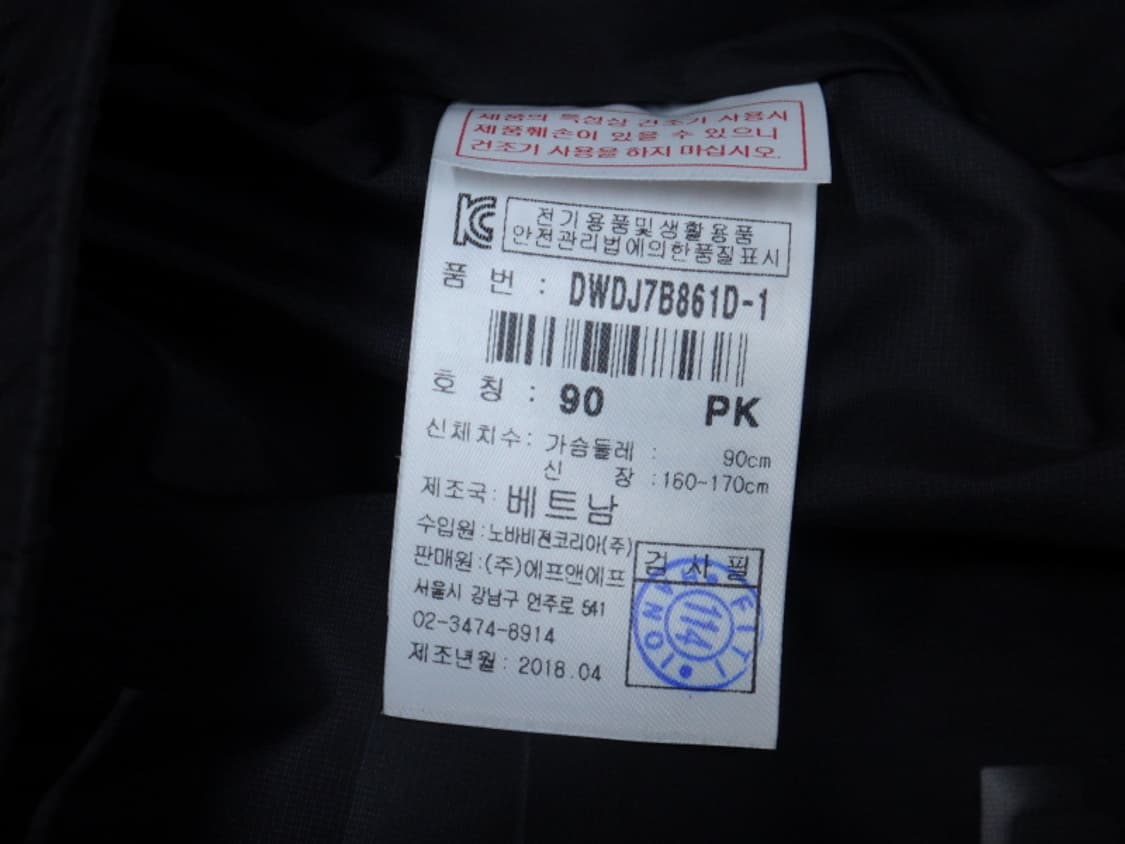 제품의 특성상 건조기 사용시
제품훼손이 있을 수 있으니
건조기 사용을 하지 마십시오.
KC
전기용품및생활용품
안전관리법에의한품질표시
품 번 : DWDJ7B861D-1
호 칭 : 90 PK
신체치수: 가슴둘레 : 90cm
신 장 :160~170cm
제조국: 베트남
수입원:노바비젼코리아(주)
판매원:(주)에프앤에프
서울시 강남구 언주로 541
02-3474-8914
제조년월: 2018.04
검 사 필
FITI
114